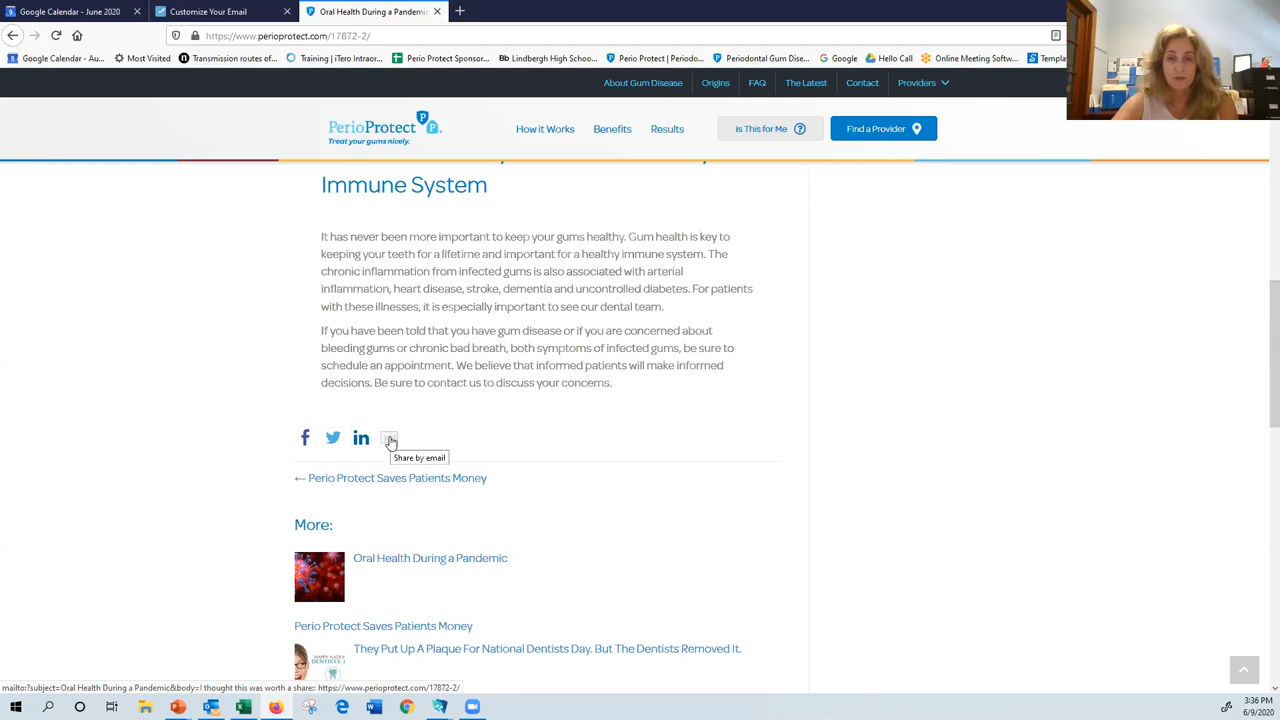 Google Calendar - June 2020
Customize Your Email
Oral Health During a Pandemic
https://www.perioprotect.com/17872-2/
Google Calendar - Au...
Most Visited
Transmission routes of...
Training | iTero Intraor...
Perio Protect Sponsor...
Bb Lindbergh High Schoo...
Perio Protect | Periodo...
Periodontal Gum Dise...
Google
Hello Call
Online Meeting Softw...
Templa
About Gum Disease
Origins
FAQ
The Latest
Contact
Providers
PerioProtect
Treat your gums nicely.
How it Works
Benefits
Results
Is This for Me
Find a Provider
Immune System
It has never been more important to keep your gums healthy. Gum health is key to
keeping your teeth for a lifetime and important for a healthy immune system. The
chronic inflammation from infected gums is also associated with arterial
inflammation, heart disease, stroke, dementia and uncontrolled diabetes. For patients
with these illnesses, it is especially important to see our dental team.
If you have been told that you have gum disease or if you are concerned about
bleeding gums or chronic bad breath, both symptoms of infected gums, be sure to
schedule an appointment. We believe that informed patients will make informed
decisions. Be sure to contact us to discuss your concerns.
Share by email
← Perio Protect Saves Patients Money
More:
Oral Health During a Pandemic
Perio Protect Saves Patients Money
They Put Up A Plaque For National Dentists Day. But The Dentists Removed It.
mailto:?subject=Oral Health During a Pandemic&body=I thought this was worth a share:: https://www.perioprotect.com/17872-2/
3:36 PM
6/9/2020